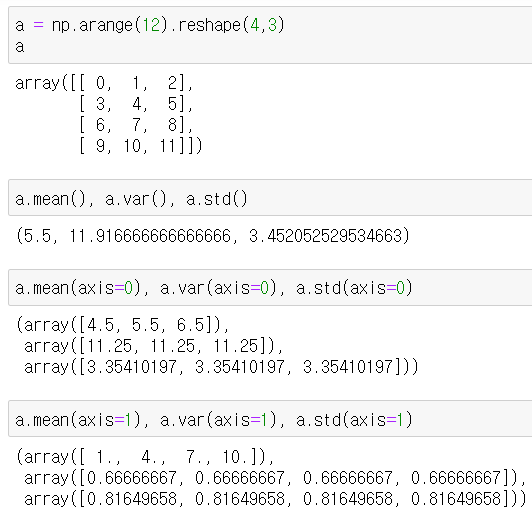 a = np.arange(12).reshape(4,3)
a
array([[ 0,  1,  2],
       [ 3,  4,  5],
       [ 6,  7,  8],
       [ 9, 10, 11]])
a.mean(), a.var(), a.std()
(5.5, 11.916666666666666, 3.452052529534663)
a.mean(axis=0), a.var(axis=0), a.std(axis=0)
(array([4.5, 5.5, 6.5]),
 array([11.25, 11.25, 11.25]),
 array([3.35410197, 3.35410197, 3.35410197]))
a.mean(axis=1), a.var(axis=1), a.std(axis=1)
(array([ 1.,  4.,  7., 10.]),
 array([0.66666667, 0.66666667, 0.66666667, 0.66666667]),
 array([0.81649658, 0.81649658, 0.81649658, 0.81649658]))